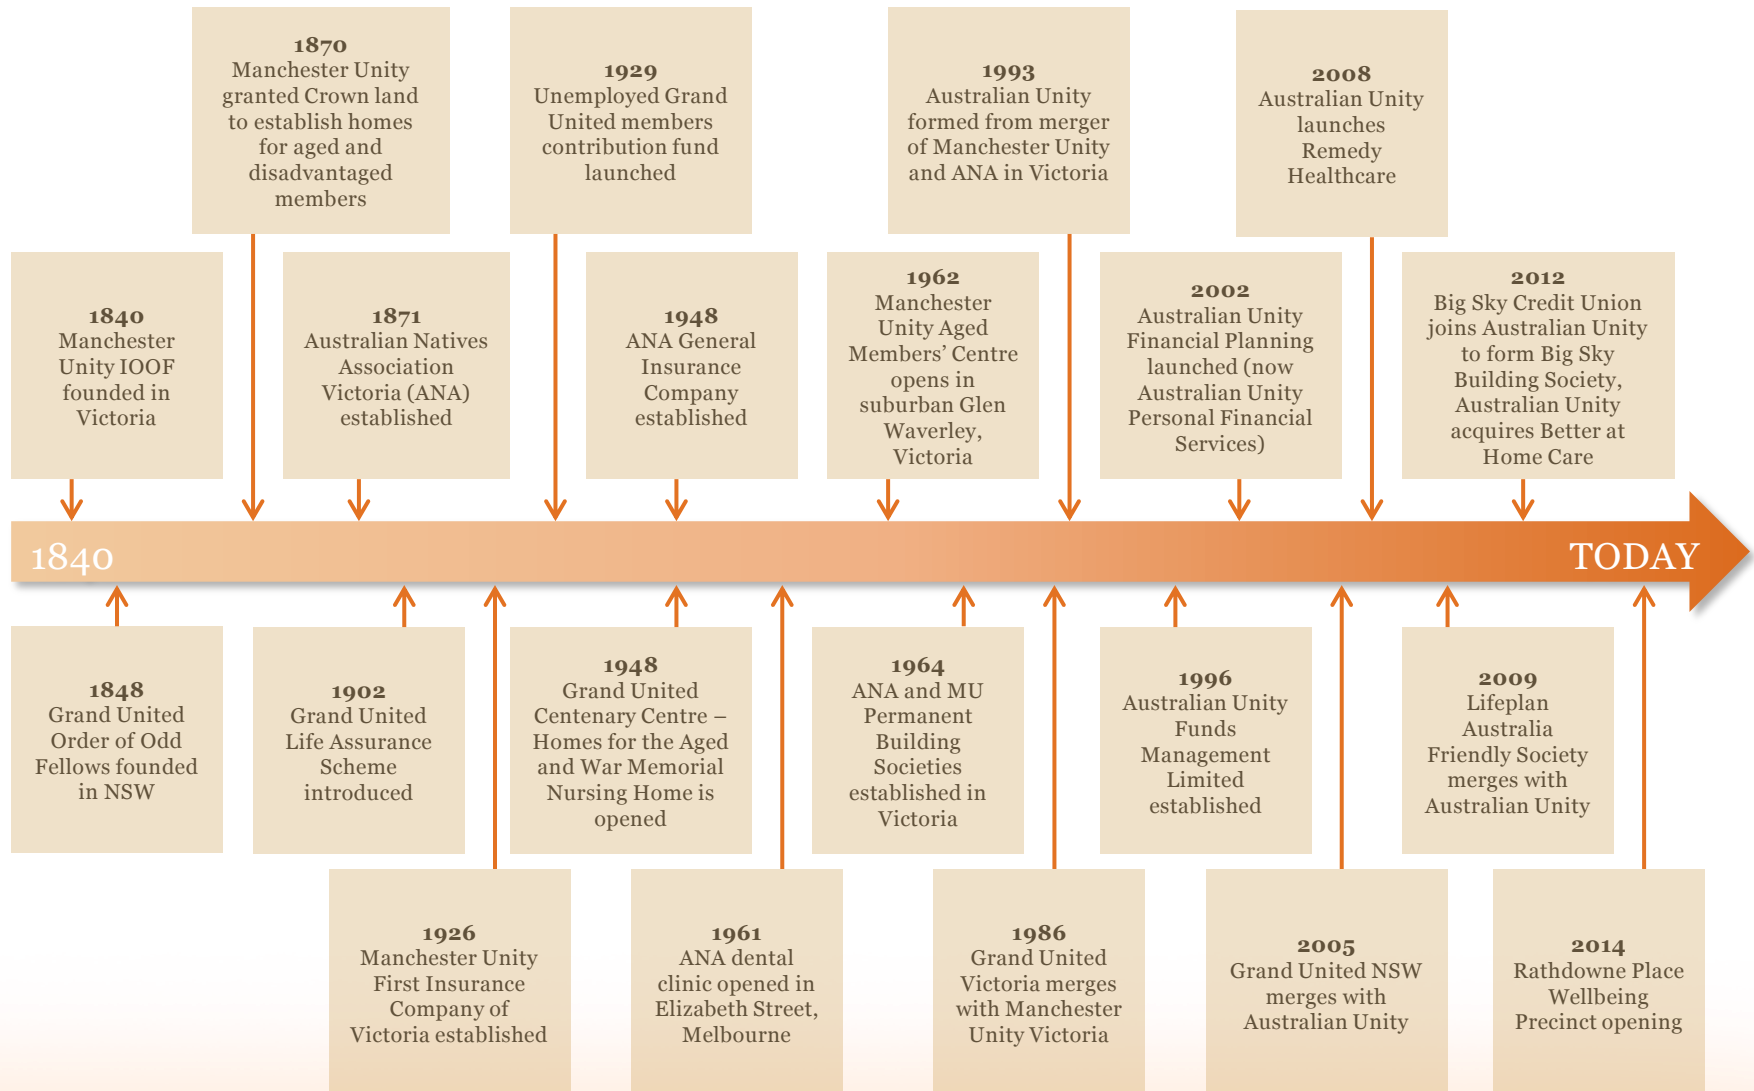 1870
Manchester Unity
granted Crown land
to establish homes
for aged and
disadvantaged
members
1929
Unemployed Grand
United members
contribution fund
launched
1993
Australian Unity
formed from merger
of Manchester Unity
and ANA in Victoria
2008
Australian Unity
launches
Remedy
Healthcare
1840
Manchester
Unity IOOF
founded in
Victoria
1871
Australian Natives
Association
Victoria (ANA)
established
1948
ANA General
Insurance
Company
established
1962
Manchester
Unity Aged
Members’ Centre
opens in
suburban Glen
Waverley,
Victoria
2002
Australian Unity
Financial Planning
launched (now
Australian Unity
Personal Financial
Services)
2012
Big Sky Credit Union
joins Australian Unity
to form Big Sky
Building Society,
Australian Unity
acquires Better at
Home Care
1840
TODAY
1848
Grand United
Order of Odd
Fellows founded
in NSW
1902
Grand United
Life Assurance
Scheme
introduced
1948
Grand United
Centenary Centre –
Homes for the Aged
and War Memorial
Nursing Home is
opened
1964
ANA and MU
Permanent
Building
Societies
established in
Victoria
1996
Australian Unity
Funds
Management
Limited
established
2009
Lifeplan
Australia
Friendly Society
merges with
Australian Unity
1926
Manchester Unity
First Insurance
Company of
Victoria established
1961
ANA dental
clinic opened in
Elizabeth Street,
Melbourne
1986
Grand United
Victoria merges
with Manchester
Unity Victoria
2005
Grand United NSW
merges with
Australian Unity
2014
Rathdowne Place
Wellbeing
Precinct opening